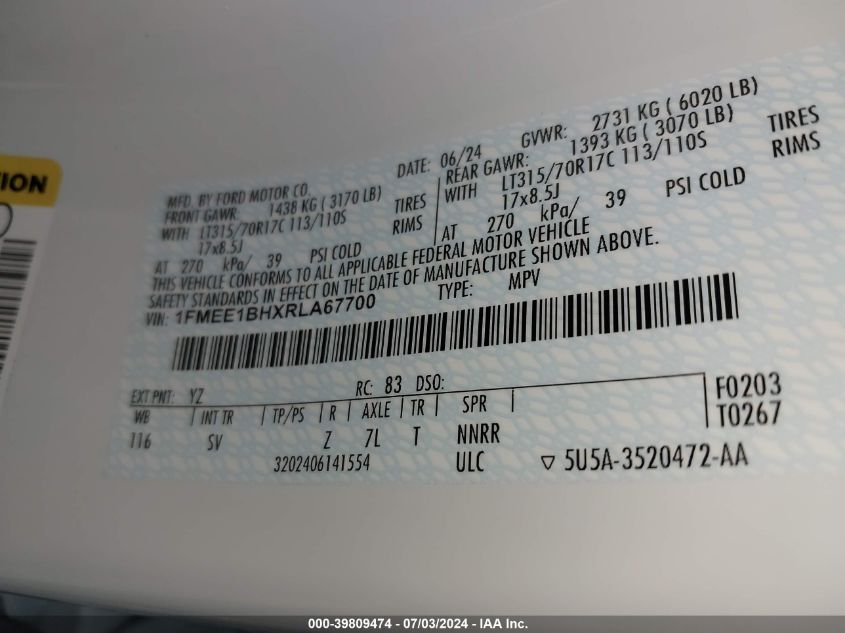 TION
MFD. BY FORD MOTOR CO. DATE: 06/24 GVWR: 2731 KG ( 6020 LB)
FRONT GAWR: 1438 KG ( 3170 LB) REAR GAWR: 1393 KG ( 3070 LB)
WITH LT315/70R17C 113/110S TIRES WITH LT315/70R17C 113/110S TIRES
17x8.5J RIMS 17x8.5J RIMS
AT 270 kPa/ 39 PSI COLD AT 270 kPa/ 39 PSI COLD
THIS VEHICLE CONFORMS TO ALL APPLICABLE FEDERAL MOTOR VEHICLE
SAFETY STANDARDS IN EFFECT ON THE DATE OF MANUFACTURE SHOWN ABOVE.
VIN: 1FMEE1BHXRLA67700 TYPE: MPV
EXT PNT: YZ RC: 83 DSO: F0203
WB INT TR TP/PS R AXLE TR SPR T0267
116 SV Z 7L T NNRR
3202406141554 ULC ▽ 5U5A-3520472-AA
000-39809474 / 07/03/2024 - IAA Inc.